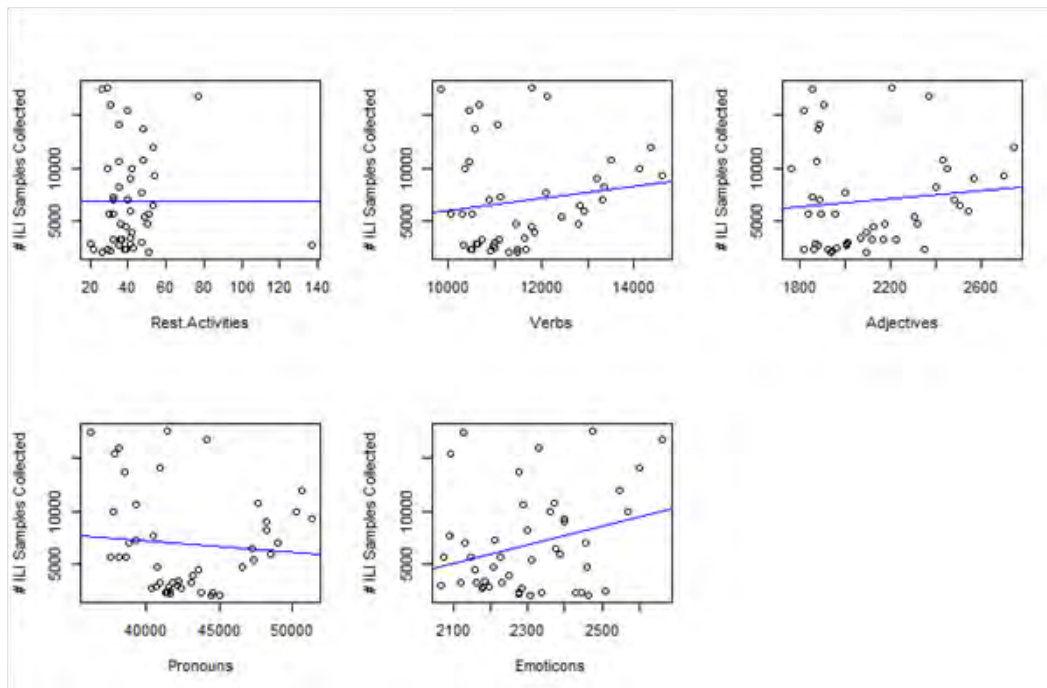 # ILI Samples Collected
5000 10000
20 40 60 80 100 120 140
Rest.Activities
# ILI Samples Collected
5000 10000
10000 12000 14000
Verbs
# ILI Samples Collected
5000 10000
1800 2200 2600
Adjectives
# ILI Samples Collected
5000 10000
40000 45000 50000
Pronouns
# ILI Samples Collected
5000 10000
2100 2300 2500
Emoticons